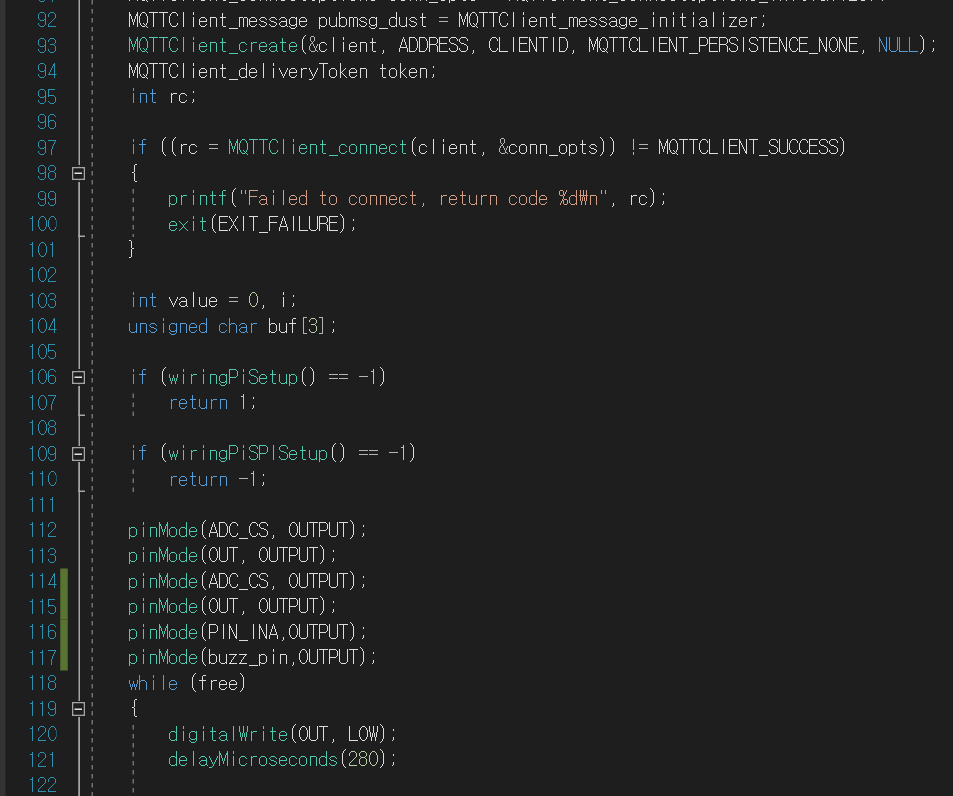 92 MQTTClient_message pubmsg_dust = MQTTClient_message_initializer;
93 MQTTClient_create(&client, ADDRESS, CLIENTID, MQTTCLIENT_PERSISTENCE_NONE, NULL);
94 MQTTClient_deliveryToken token;
95 int rc;
96
97 if ((rc = MQTTClient_connect(client, &conn_opts)) != MQTTCLIENT_SUCCESS)
98 {
99 printf("Failed to connect, return code %d₩n", rc);
100 exit(EXIT_FAILURE);
101 }
102
103 int value = 0, i;
104 unsigned char buf[3];
105
106 if (wiringPiSetup() == -1)
107 return 1;
108
109 if (wiringPiSPISetup() == -1)
110 return -1;
111
112 pinMode(ADC_CS, OUTPUT);
113 pinMode(OUT, OUTPUT);
114 pinMode(ADC_CS, OUTPUT);
115 pinMode(OUT, OUTPUT);
116 pinMode(PIN_INA,OUTPUT);
117 pinMode(buzz_pin,OUTPUT);
118 while (free)
119 {
120 digitalWrite(OUT, LOW);
121 delayMicroseconds(280);
122